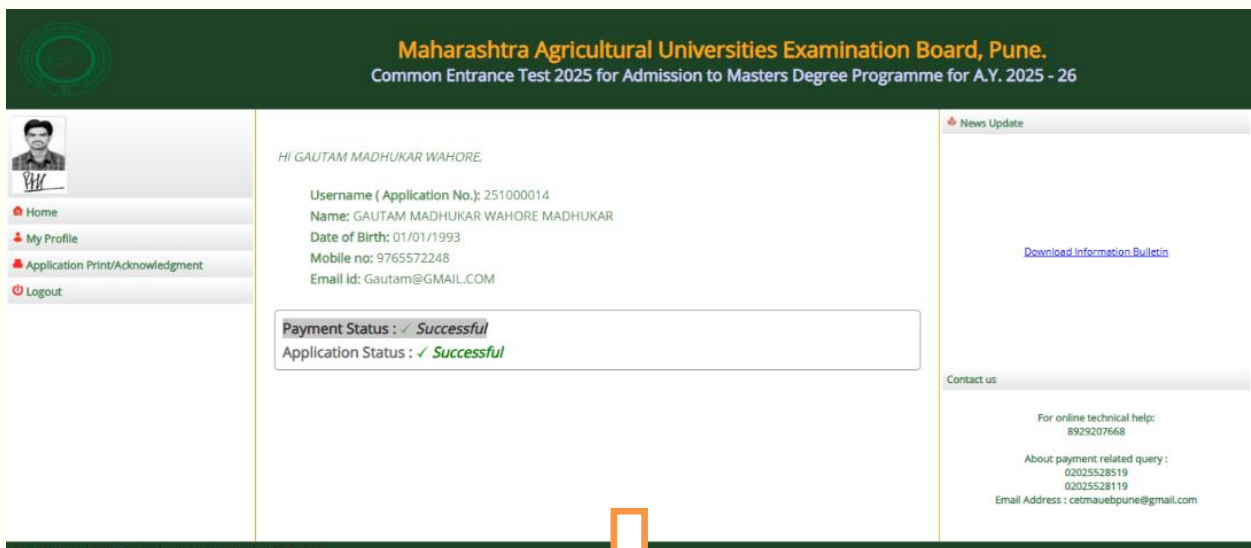 Maharashtra Agricultural Universities Examination Board, Pune.
Common Entrance Test 2025 for Admission to Masters Degree Programme for A.Y. 2025 - 26
Home
My Profile
Application Print/Acknowledgment
Logout
HI GAUTAM MADHUKAR WAHORE,
Username ( Application No.): 251000014
Name: GAUTAM MADHUKAR WAHORE MADHUKAR
Date of Birth: 01/01/1993
Mobile no: 9765572248
Email id: Gautam@GMAIL.COM
Payment Status : ✓ Successful
Application Status : ✓ Successful
News Update
Download Information Bulletin
Contact us
For online technical help:
8929207668
About payment related query :
02025528519
02025528119
Email Address : cetmauebpune@gmail.com